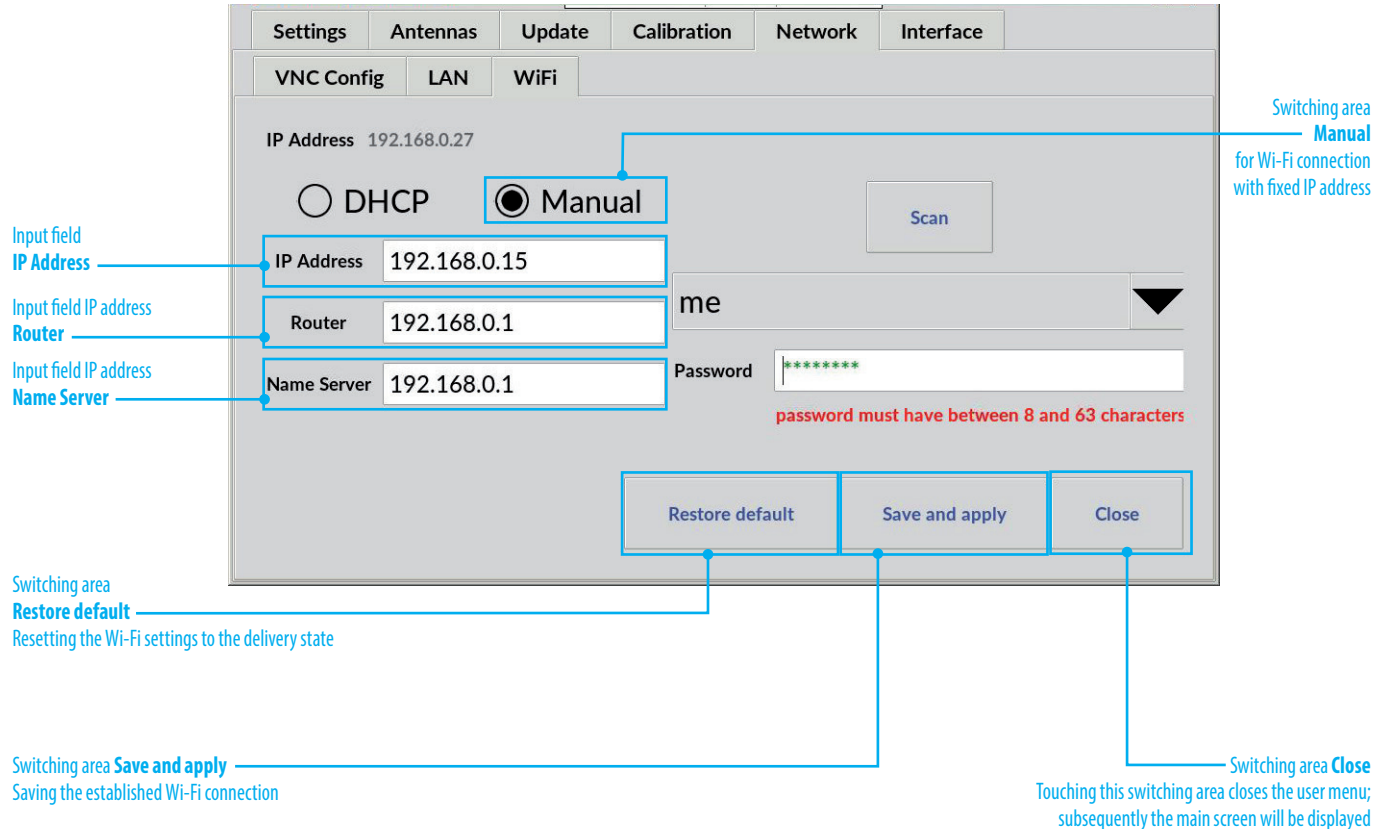 Settings Antennas Update Calibration Network Interface
VNC Config LAN WiFi
IP Address 192.168.0.27
DHCP Manual
Scan
IP Address 192.168.0.15
Router 192.168.0.1
Name Server 192.168.0.1
me
Password ********
password must have between 8 and 63 characters
Restore default Save and apply Close
Switching area
Manual
for Wi-Fi connection
with fixed IP address
Input field
IP Address
Input field IP address
Router
Input field IP address
Name Server
Switching area
Restore default
Resetting the Wi-Fi settings to the delivery state
Switching area Save and apply
Saving the established Wi-Fi connection
Switching area Close
Touching this switching area closes the user menu;
subsequently the main screen will be displayed